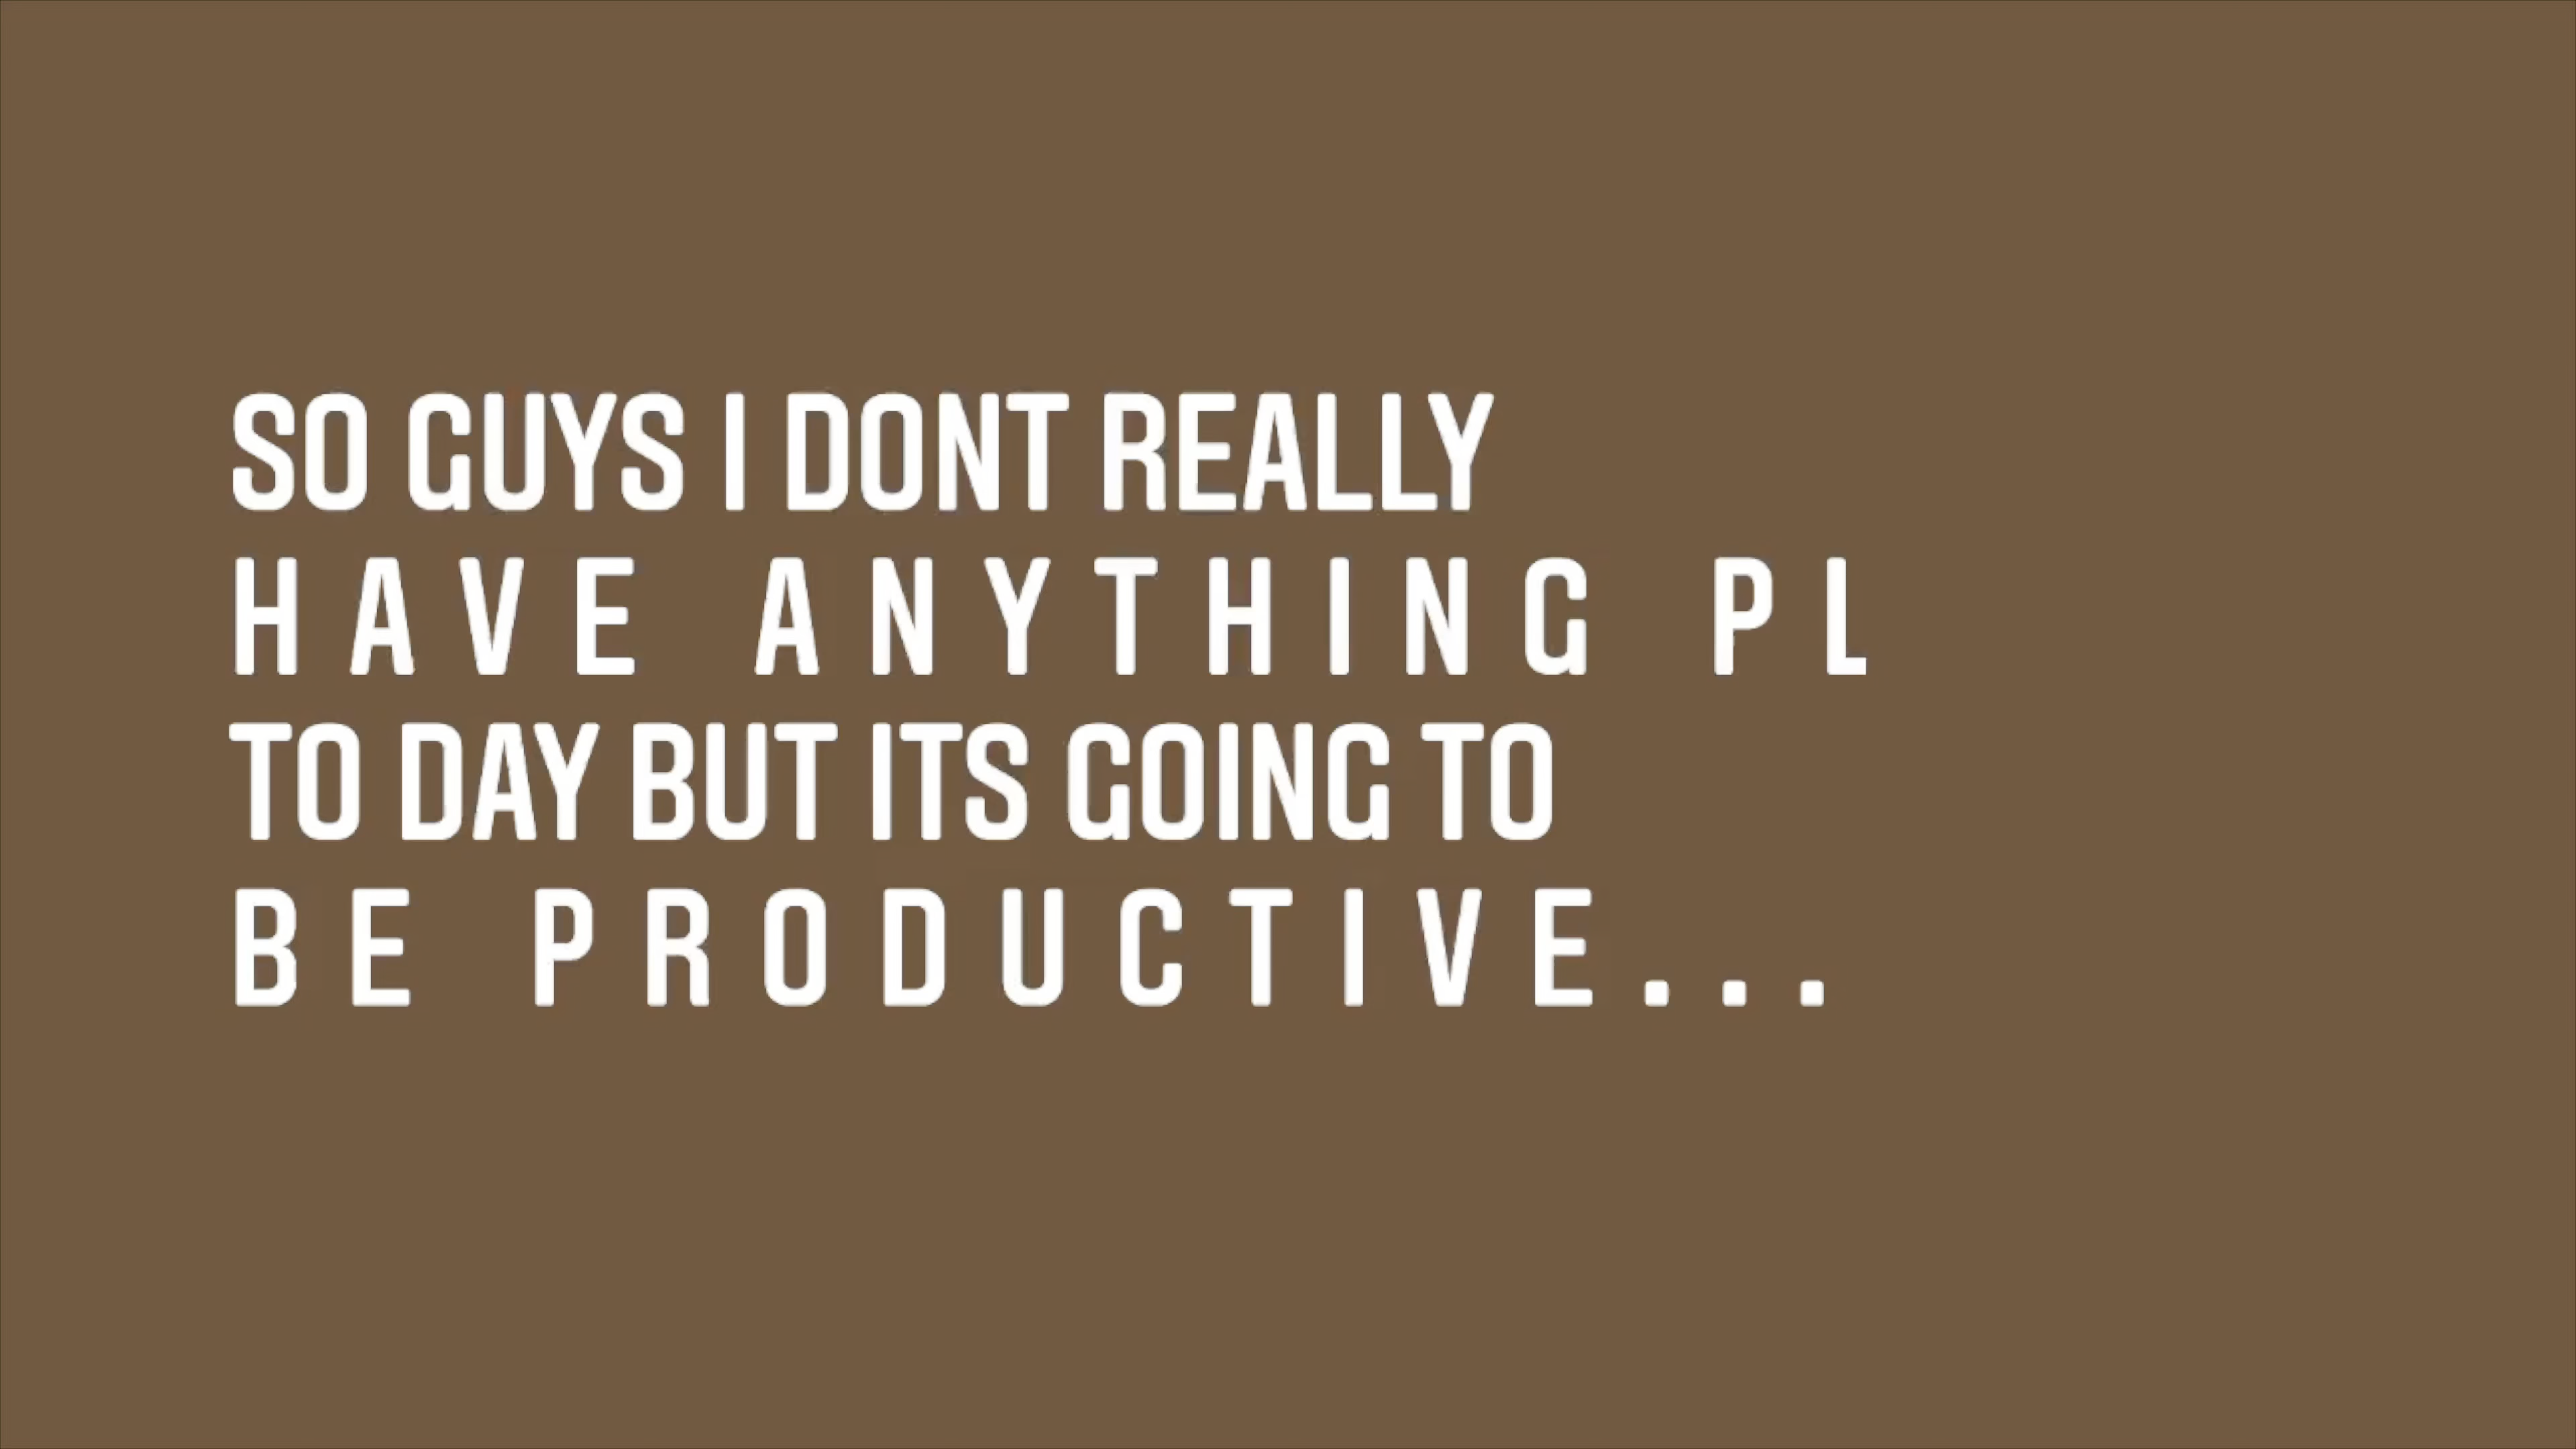 SO GUYS I DONT REALLY
HAVE ANYTHING PL
TO DAY BUT ITS GOING TO
BE PRODUCTIVE...